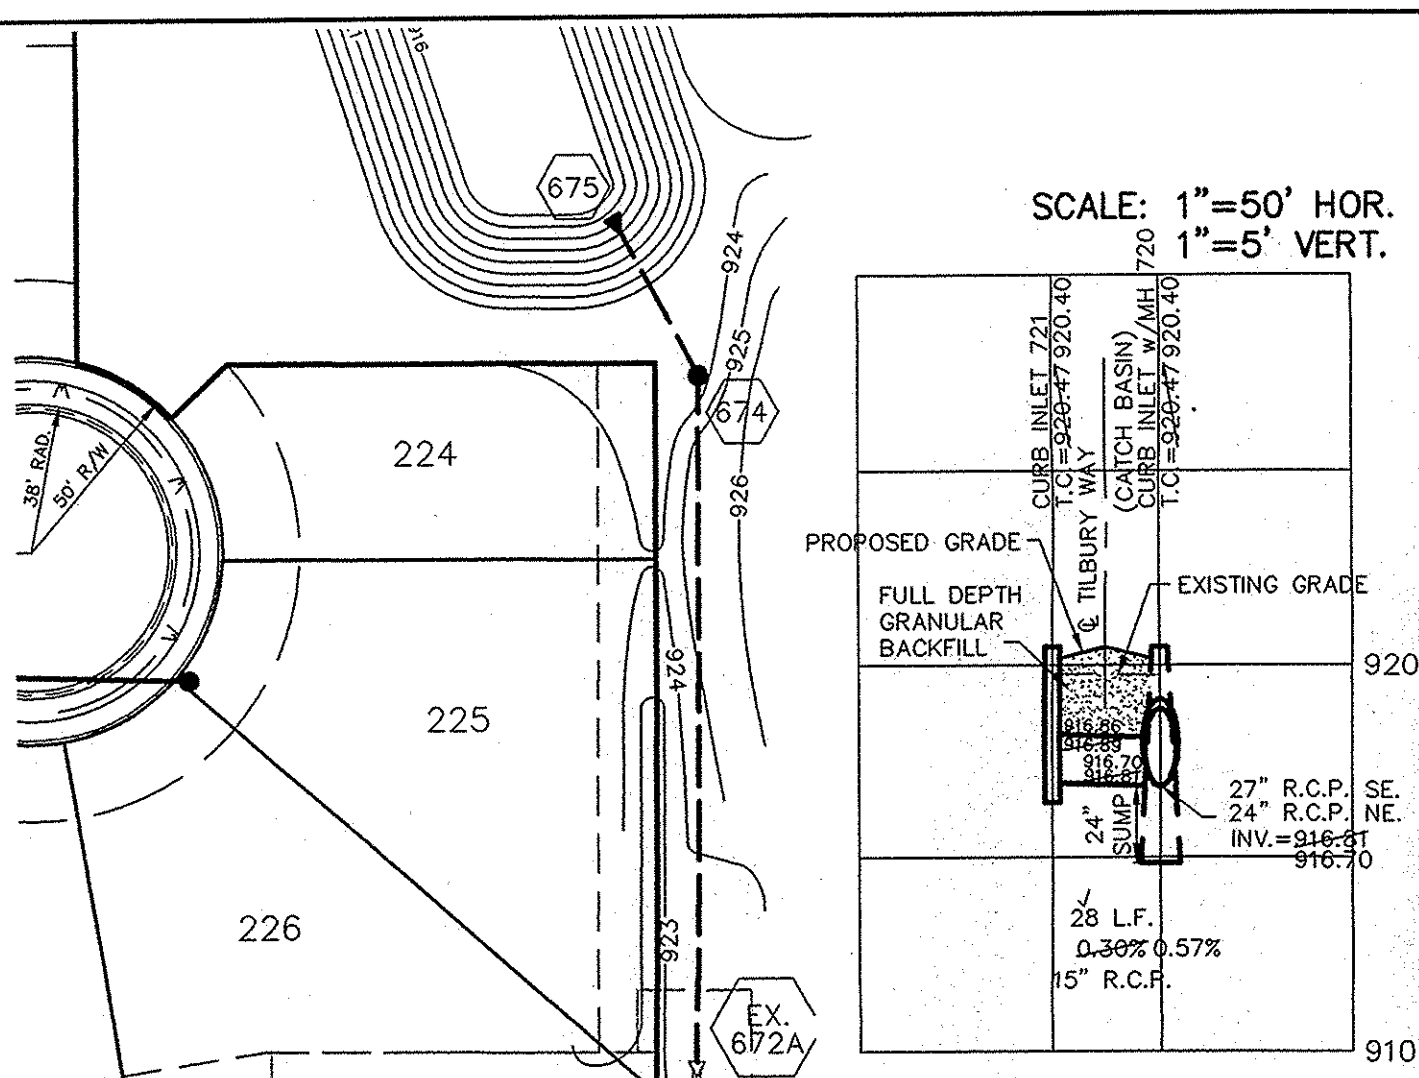 916
675
924
925
926
674
38' RAD.
50' R/W
224
225
226
924
923
EX.
672A
SCALE: 1"=50' HOR.
1"=5' VERT.
CURB INLET 721
T.C.=920.47 920.40
℄ TILBURY WAY
(CATCH BASIN)
CURB INLET w/MH 720
T.C.=920.47 920.40
PROPOSED GRADE
EXISTING GRADE
FULL DEPTH
GRANULAR
BACKFILL
920
916.86
916.89
916.70
916.81
24"
SUMP
27" R.C.P. SE.
24" R.C.P. NE.
INV.=916.81
916.70
28 L.F.
0.30% 0.57%
15" R.C.P.
910